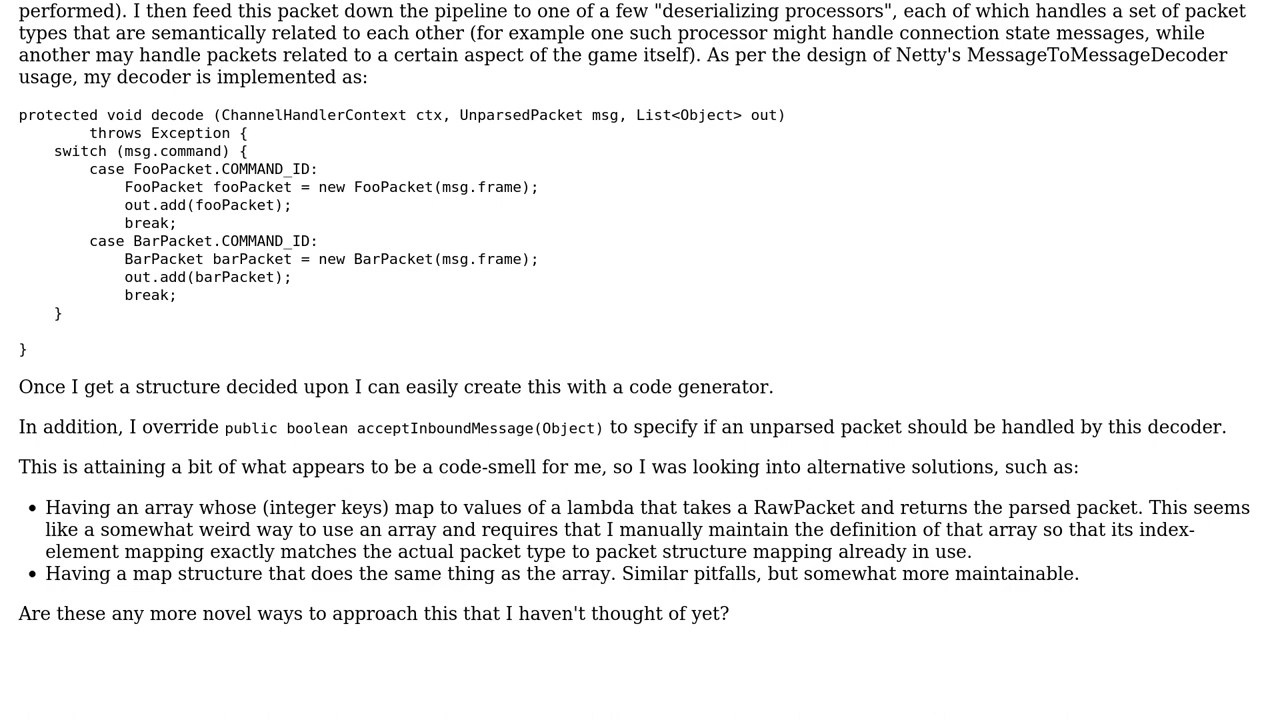 performed). I then feed this packet down the pipeline to one of a few "deserializing processors", each of which handles a set of packet
types that are semantically related to each other (for example one such processor might handle connection state messages, while
another may handle packets related to a certain aspect of the game itself). As per the design of Netty's MessageToMessageDecoder
usage, my decoder is implemented as:
protected void decode (ChannelHandlerContext ctx, UnparsedPacket msg, List<Object> out)
        throws Exception {
    switch (msg.command) {
        case FooPacket.COMMAND_ID:
            FooPacket fooPacket = new FooPacket(msg.frame);
            out.add(fooPacket);
            break;
        case BarPacket.COMMAND_ID:
            BarPacket barPacket = new BarPacket(msg.frame);
            out.add(barPacket);
            break;
    }
}
Once I get a structure decided upon I can easily create this with a code generator.
In addition, I override public boolean acceptInboundMessage(Object) to specify if an unparsed packet should be handled by this decoder.
This is attaining a bit of what appears to be a code-smell for me, so I was looking into alternative solutions, such as:
• Having an array whose (integer keys) map to values of a lambda that takes a RawPacket and returns the parsed packet. This seems
like a somewhat weird way to use an array and requires that I manually maintain the definition of that array so that its index-
element mapping exactly matches the actual packet type to packet structure mapping already in use.
• Having a map structure that does the same thing as the array. Similar pitfalls, but somewhat more maintainable.
Are these any more novel ways to approach this that I haven't thought of yet?